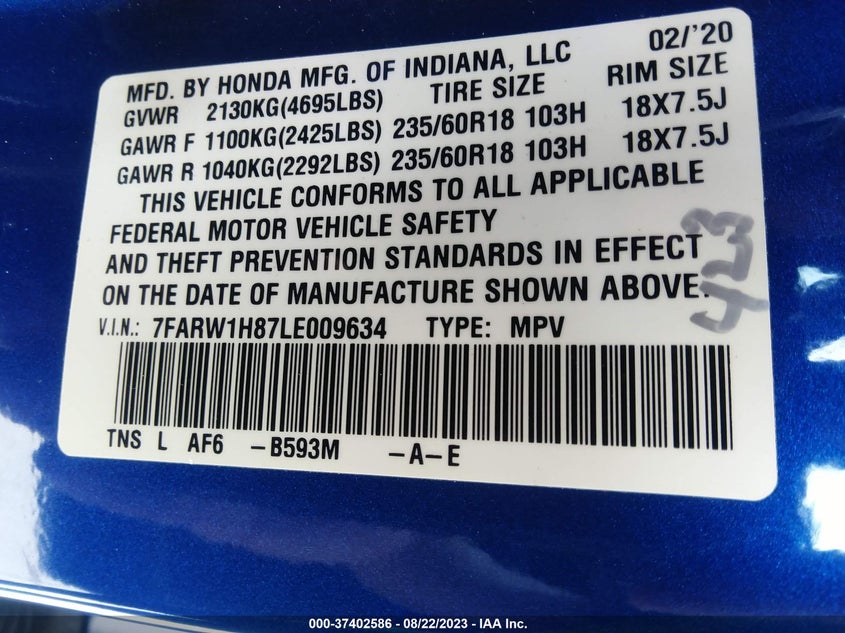 MFD. BY HONDA MFG. OF INDIANA, LLC 02/'20
GVWR 2130KG(4695LBS) TIRE SIZE RIM SIZE
GAWR F 1100KG(2425LBS) 235/60R18 103H 18X7.5J
GAWR R 1040KG(2292LBS) 235/60R18 103H 18X7.5J
THIS VEHICLE CONFORMS TO ALL APPLICABLE
FEDERAL MOTOR VEHICLE SAFETY
AND THEFT PREVENTION STANDARDS IN EFFECT
ON THE DATE OF MANUFACTURE SHOWN ABOVE.
V.I.N.: 7FARW1H87LE009634 TYPE: MPV
TNS L AF6 -B593M -A-E
000-37402586 - 08/22/2023 - IAA Inc.